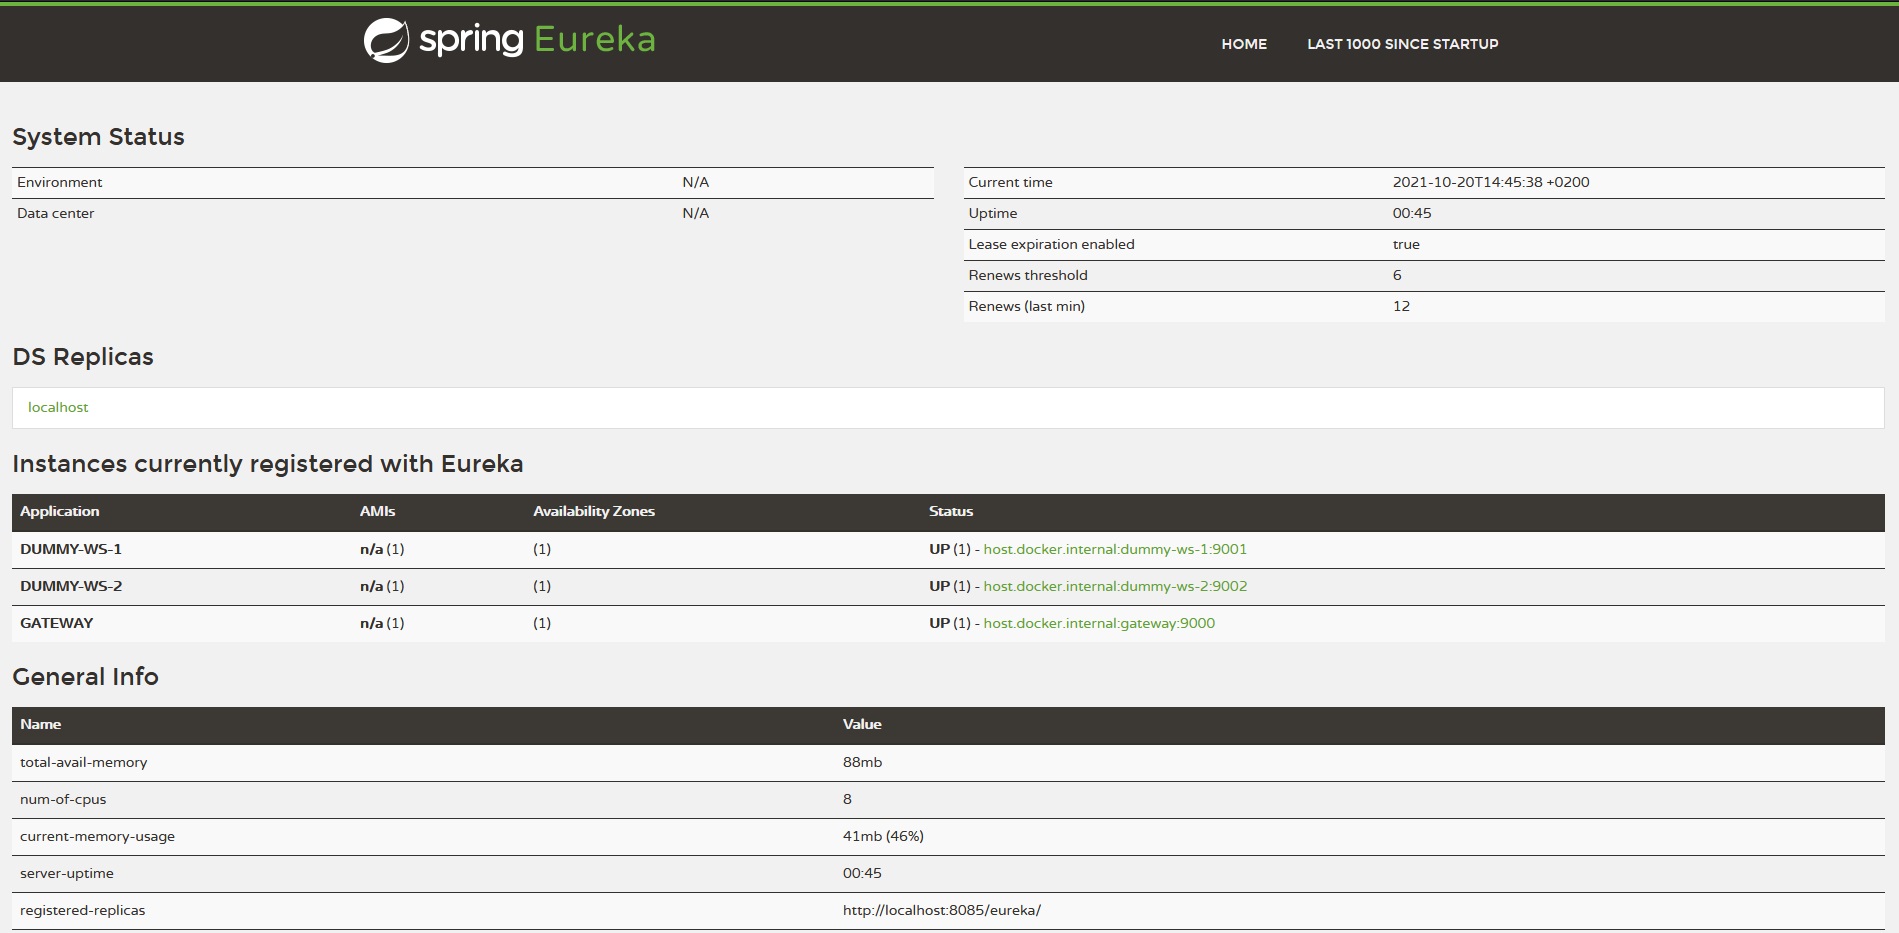 spring Eureka
HOME LAST 1000 SINCE STARTUP
System Status
Environment N/A
Data center N/A
Current time 2021-10-20T14:45:38 +0200
Uptime 00:45
Lease expiration enabled true
Renews threshold 6
Renews (last min) 12
DS Replicas
localhost
Instances currently registered with Eureka
Application AMIs Availability Zones Status
DUMMY-WS-1 n/a (1) (1) UP (1) - host.docker.internal:dummy-ws-1:9001
DUMMY-WS-2 n/a (1) (1) UP (1) - host.docker.internal:dummy-ws-2:9002
GATEWAY n/a (1) (1) UP (1) - host.docker.internal:gateway:9000
General Info
Name Value
total-avail-memory 88mb
num-of-cpus 8
current-memory-usage 41mb (46%)
server-uptime 00:45
registered-replicas http://localhost:8085/eureka/